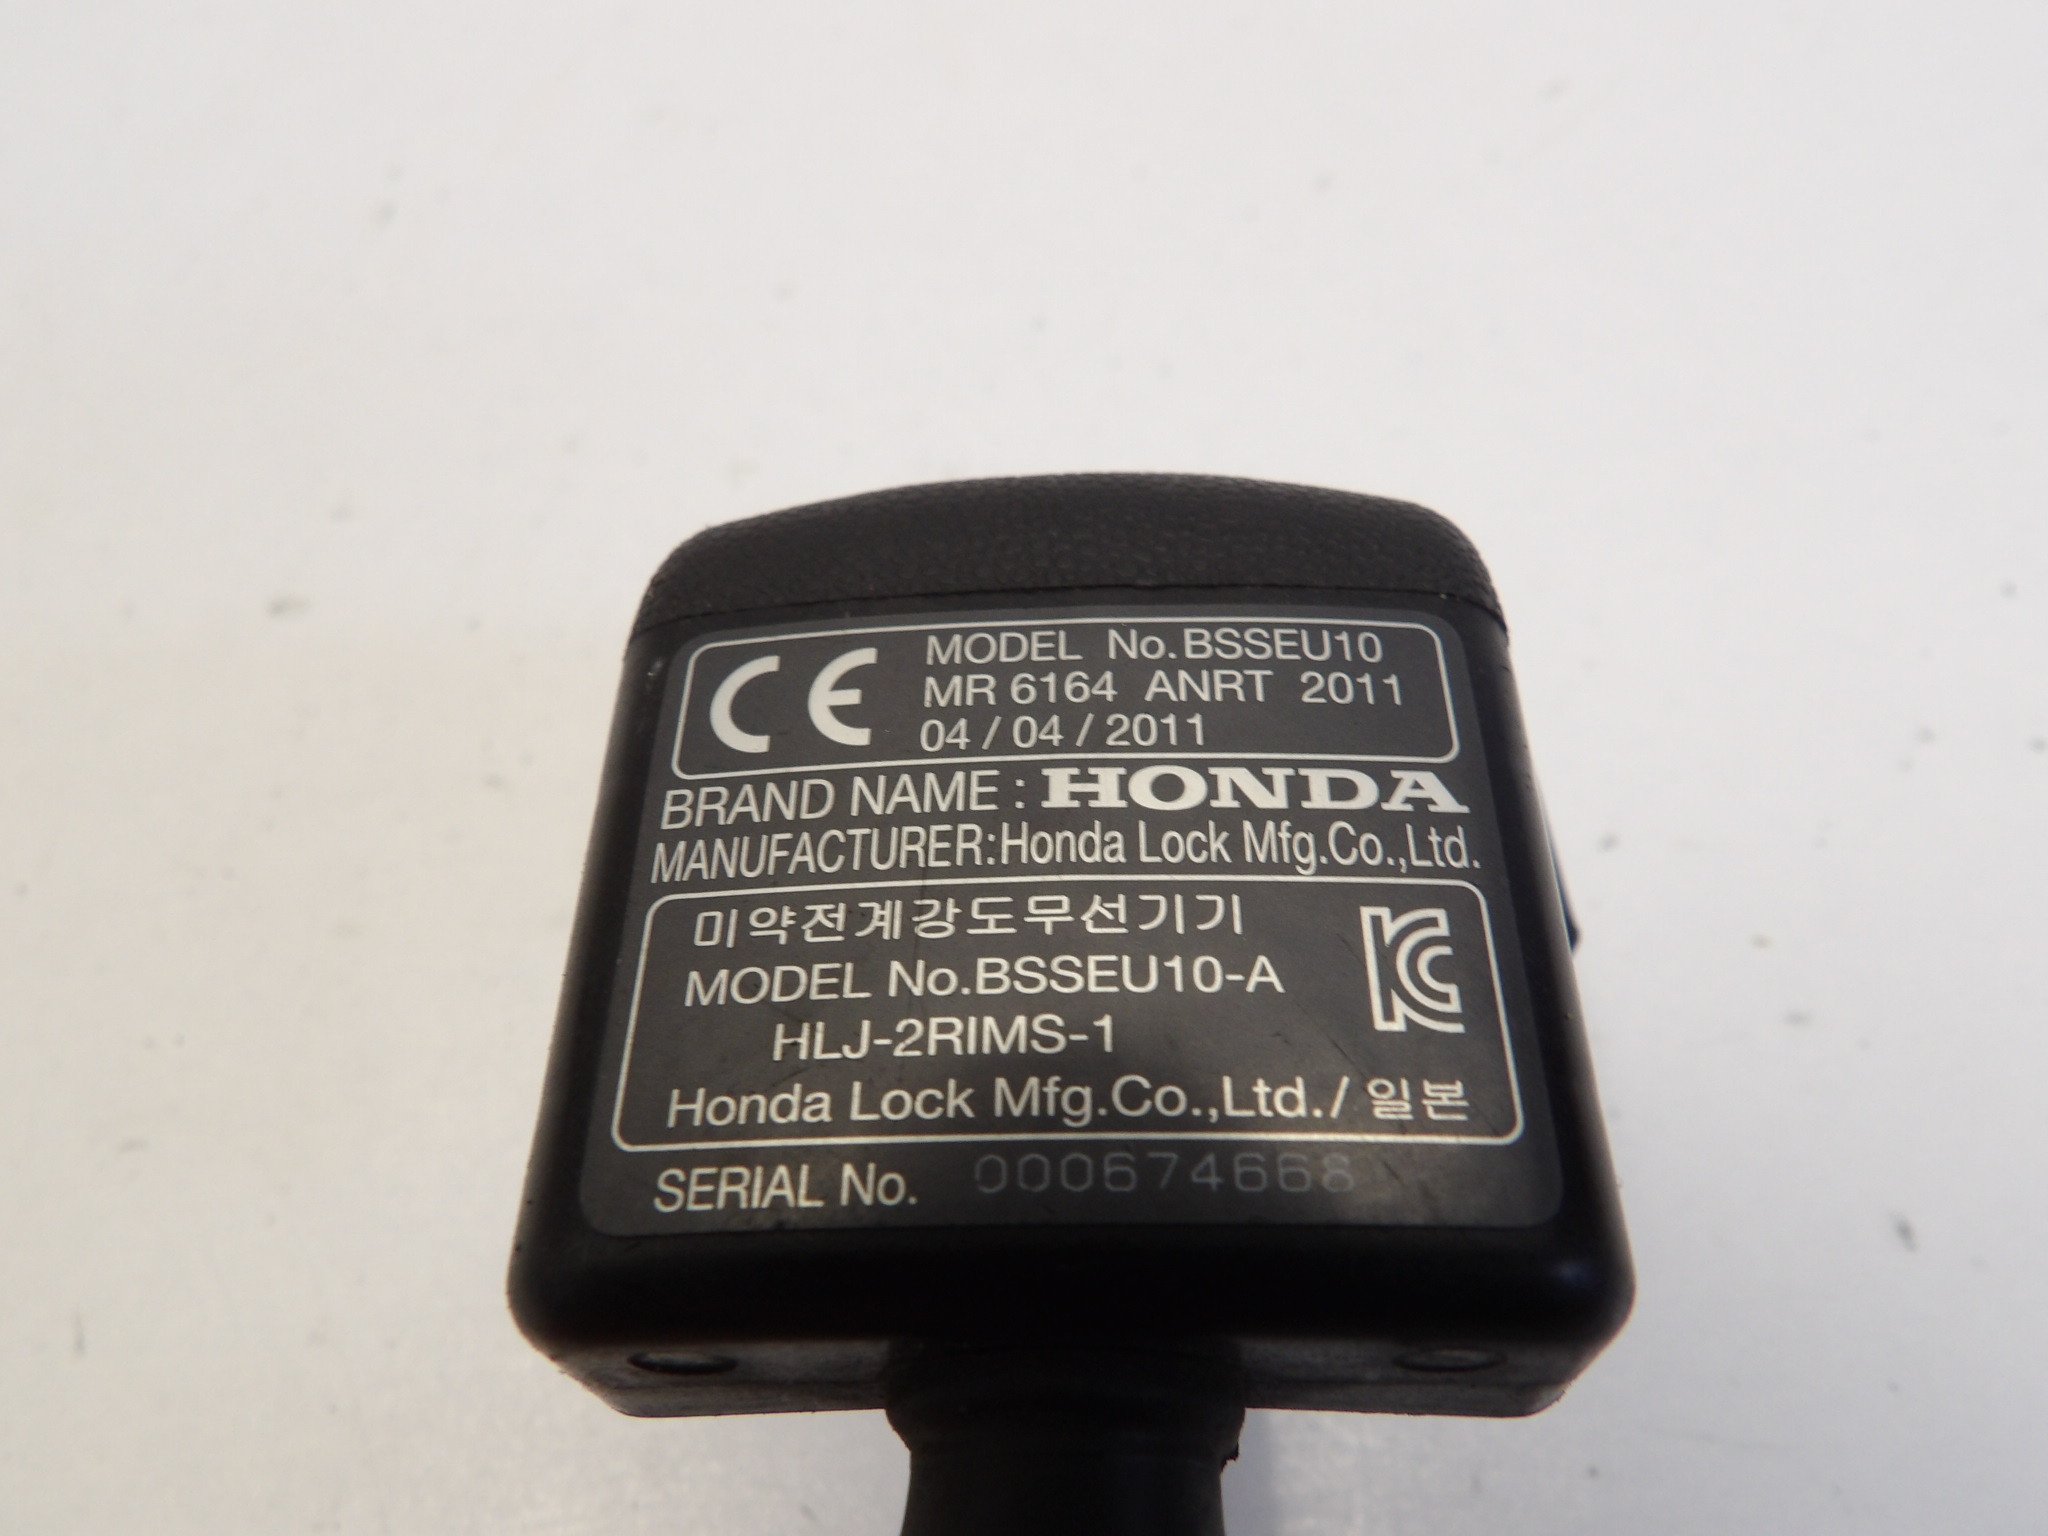 CE
MODEL No.BSSEU10
MR 6164 ANRT 2011
04 / 04 / 2011
BRAND NAME : HONDA
MANUFACTURER:Honda Lock Mfg.Co.,Ltd.
미약전계강도무선기기
MODEL No.BSSEU10-A
HLJ-2RIMS-1
Honda Lock Mfg.Co.,Ltd./ 일본
KC
SERIAL No. 000674668